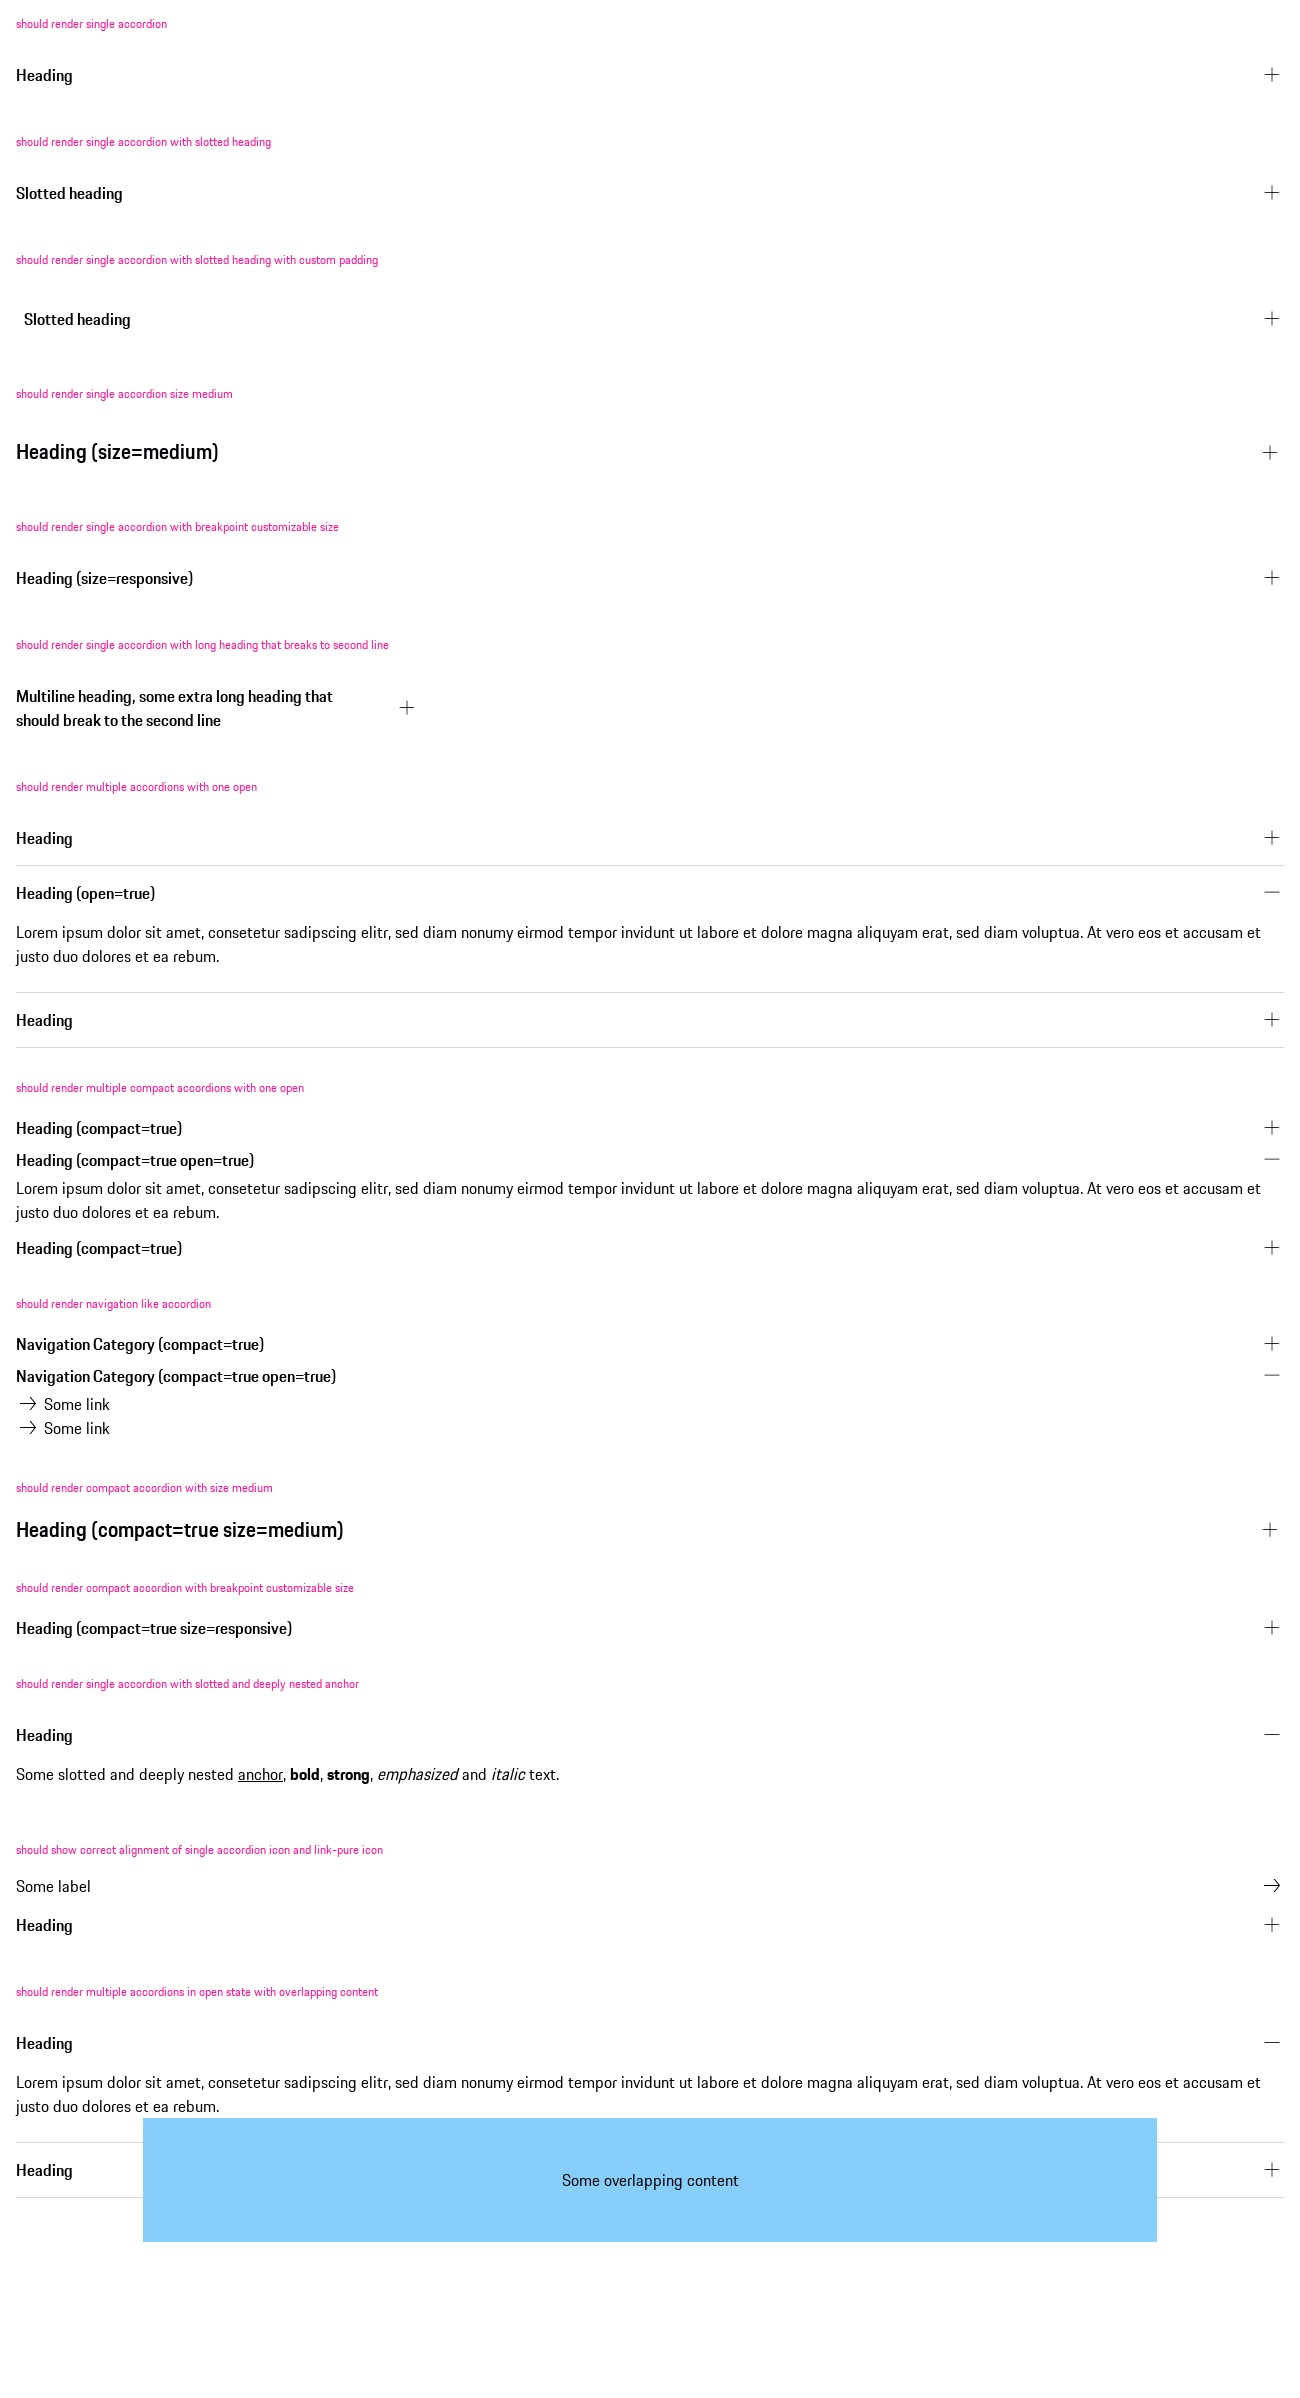 should render single accordion
Heading
should render single accordion with slotted heading
Slotted heading
should render single accordion with slotted heading with custom padding
Slotted heading
should render single accordion size medium
Heading (size=medium)
should render single accordion with breakpoint customizable size
Heading (size=responsive)
should render single accordion with long heading that breaks to second line
Multiline heading, some extra long heading that
should break to the second line
should render multiple accordions with one open
Heading
Heading (open=true)
Lorem ipsum dolor sit amet, consetetur sadipscing elitr, sed diam nonumy eirmod tempor invidunt ut labore et dolore magna aliquyam erat, sed diam voluptua. At vero eos et accusam et
justo duo dolores et ea rebum.
Heading
should render multiple compact accordions with one open
Heading (compact=true)
Heading (compact=true open=true)
Lorem ipsum dolor sit amet, consetetur sadipscing elitr, sed diam nonumy eirmod tempor invidunt ut labore et dolore magna aliquyam erat, sed diam voluptua. At vero eos et accusam et
justo duo dolores et ea rebum.
Heading (compact=true)
should render navigation like accordion
Navigation Category (compact=true)
Navigation Category (compact=true open=true)
Some link
Some link
should render compact accordion with size medium
Heading (compact=true size=medium)
should render compact accordion with breakpoint customizable size
Heading (compact=true size=responsive)
should render single accordion with slotted and deeply nested anchor
Heading
Some slotted and deeply nested anchor, bold, strong, emphasized and italic text.
should show correct alignment of single accordion icon and link-pure icon
Some label
Heading
should render multiple accordions in open state with overlapping content
Heading
Lorem ipsum dolor sit amet, consetetur sadipscing elitr, sed diam nonumy eirmod tempor invidunt ut labore et dolore magna aliquyam erat, sed diam voluptua. At vero eos et accusam et
justo duo dolores et ea rebum.
Heading
Some overlapping content